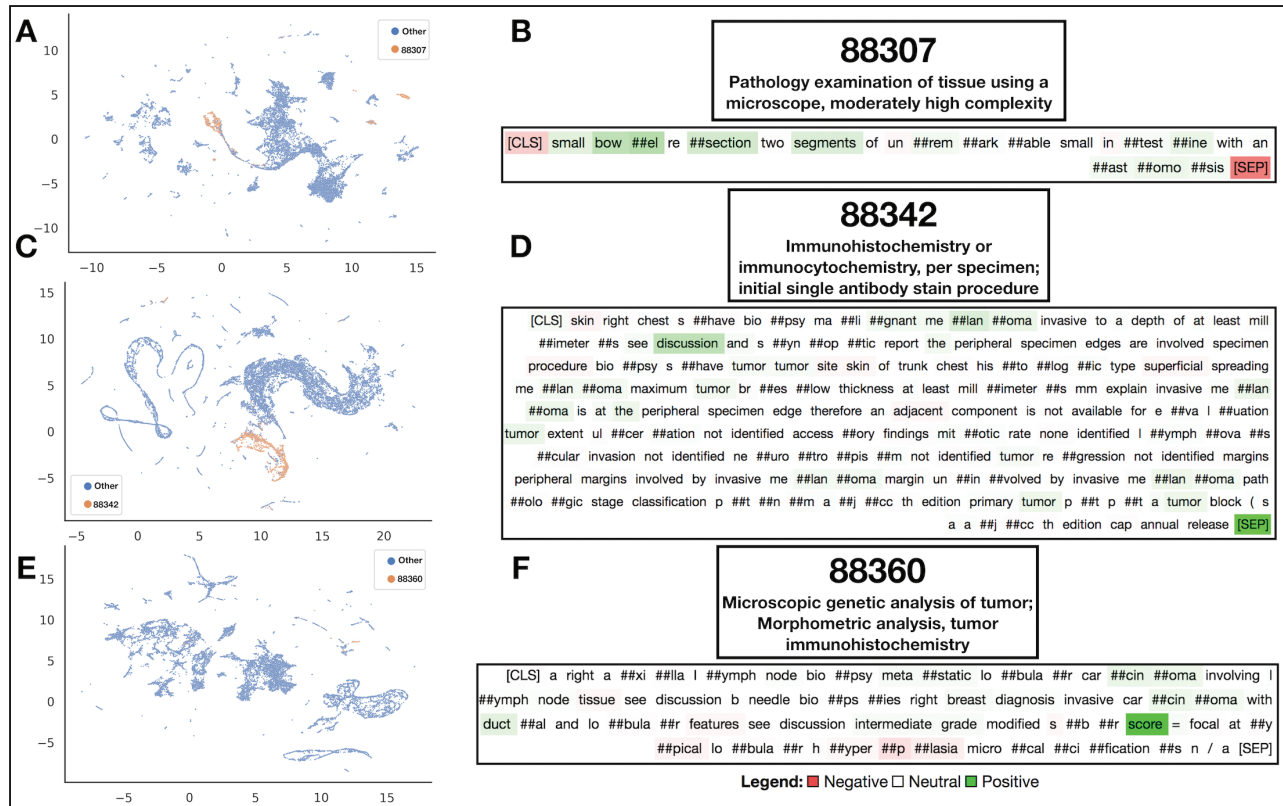 A
Other
88307
10
5
0
−5
−10
−10 −5 0 5 10 15
B
88307
Pathology examination of tissue using a
microscope, moderately high complexity
[CLS] small bow ##el re ##section two segments of un ##rem ##ark ##able small in ##test ##ine with an
##ast ##omo ##sis [SEP]
C
15
10
5
0
−5
Other
88342
−5 0 5 10 15 20
88342
Immunohistochemistry or
immunocytochemistry, per specimen;
initial single antibody stain procedure
D
[CLS] skin right chest s ##have bio ##psy ma ##li ##gnant me ##lan ##oma invasive to a depth of at least mill
##imeter ##s see discussion and s ##yn ##op ##tic report the peripheral specimen edges are involved specimen
procedure bio ##psy s ##have tumor tumor site skin of trunk chest his ##to ##log ##ic type superficial spreading
me ##lan ##oma maximum tumor br ##es ##low thickness at least mill ##imeter ##s mm explain invasive me ##lan
##oma is at the peripheral specimen edge therefore an adjacent component is not available for e ##va l ##uation
tumor extent ul ##cer ##ation not identified access ##ory findings mit ##otic rate none identified l ##ymph ##ova ##s
##cular invasion not identified ne ##uro ##tro ##pis ##m not identified tumor re ##gression not identified margins
peripheral margins involved by invasive me ##lan ##oma margin un ##in ##volved by invasive me ##lan ##oma path
##olo ##gic stage classification p ##t ##n ##m a ##j ##cc th edition primary tumor p ##t p ##t a tumor block ( s
a a ##j ##cc th edition cap annual release [SEP]
E
Other
88360
15
10
5
0
−5
−5 0 5 10 15
F
88360
Microscopic genetic analysis of tumor;
Morphometric analysis, tumor
immunohistochemistry
[CLS] a right a ##xi ##lla l ##ymph node bio ##psy meta ##static lo ##bula ##r car ##cin ##oma involving l
##ymph node tissue see discussion b needle bio ##ps ##ies right breast diagnosis invasive car ##cin ##oma with
duct ##al and lo ##bula ##r features see discussion intermediate grade modified s ##b ##r score = focal at ##y
##pical lo ##bula ##r h ##yper ##p ##lasia micro ##cal ##ci ##fication ##s n / a [SEP]
Legend: Negative Neutral Positive